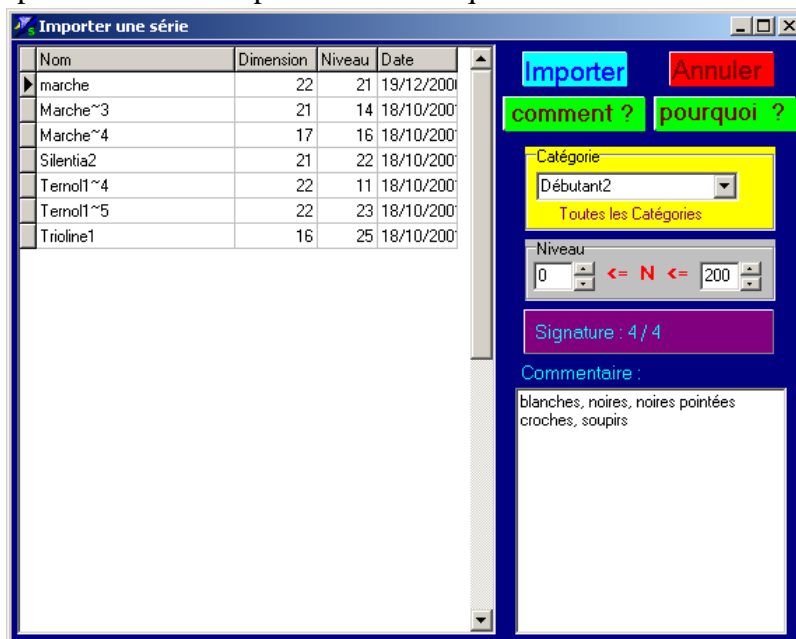 Importer une série
Nom Dimension Niveau Date
marche 22 21 19/12/200
Marche~3 21 14 18/10/200
Marche~4 17 16 18/10/200
Silentia2 21 22 18/10/200
Ternol1~4 22 11 18/10/200
Ternol1~5 22 23 18/10/200
Trioline1 16 25 18/10/200
Importer Annuler
comment ? pourquoi ?
Catégorie
Débutant2
Toutes les Catégories
Niveau
0 <= N <= 200
Signature : 4 / 4
Commentaire :
blanches, noires, noires pointées
croches, soupirs